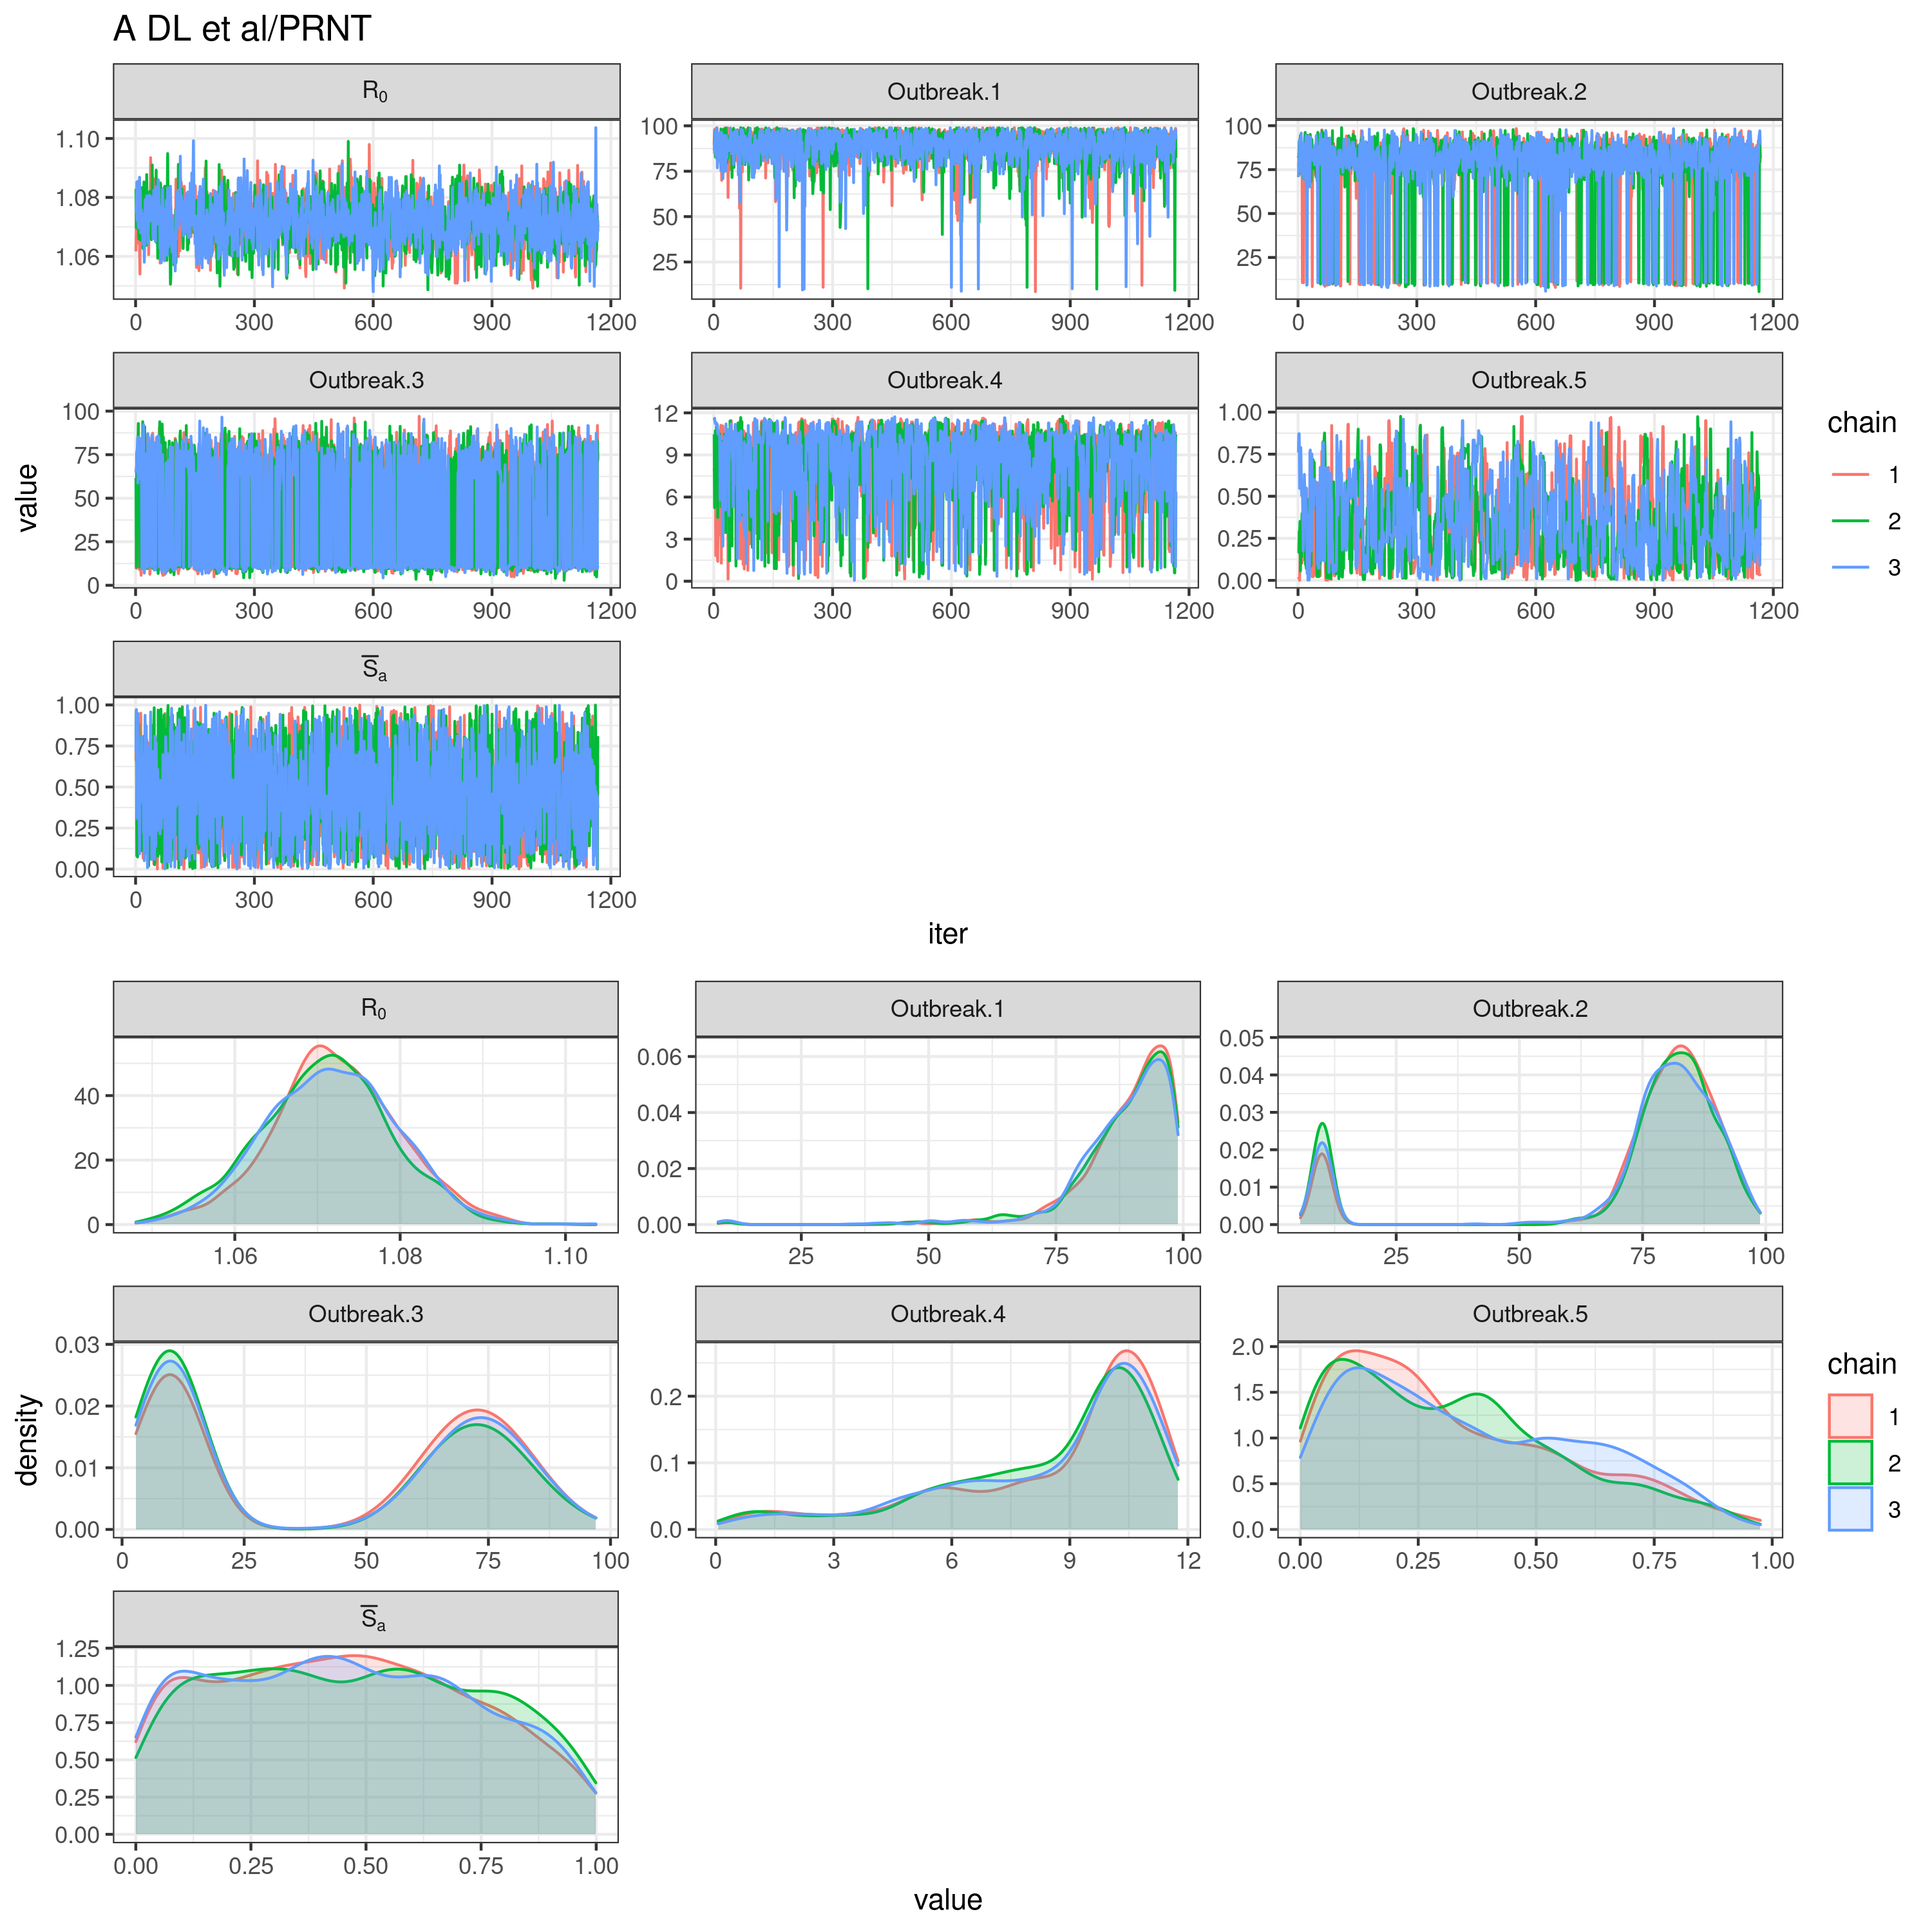 A DL et al/PRNT
R₀
Outbreak.1
Outbreak.2
1.10
1.08
1.06
0 300 600 900 1200
100
75
50
25
0 300 600 900 1200
100
75
50
25
0 300 600 900 1200
Outbreak.3
Outbreak.4
Outbreak.5
100
75
50
25
0
0 300 600 900 1200
12
9
6
3
0
0 300 600 900 1200
1.00
0.75
0.50
0.25
0.00
0 300 600 900 1200
value
chain
1
2
3
S̅ₐ
1.00
0.75
0.50
0.25
0.00
0 300 600 900 1200
iter
R₀
Outbreak.1
Outbreak.2
40
20
0
1.06 1.08 1.10
0.06
0.04
0.02
0.00
25 50 75 100
0.05
0.04
0.03
0.02
0.01
0.00
25 50 75 100
Outbreak.3
Outbreak.4
Outbreak.5
0.03
0.02
0.01
0.00
0 25 50 75 100
0.2
0.1
0.0
0 3 6 9 12
2.0
1.5
1.0
0.5
0.0
0.00 0.25 0.50 0.75 1.00
density
chain
1
2
3
S̅ₐ
1.25
1.00
0.75
0.50
0.25
0.00
0.00 0.25 0.50 0.75 1.00
value